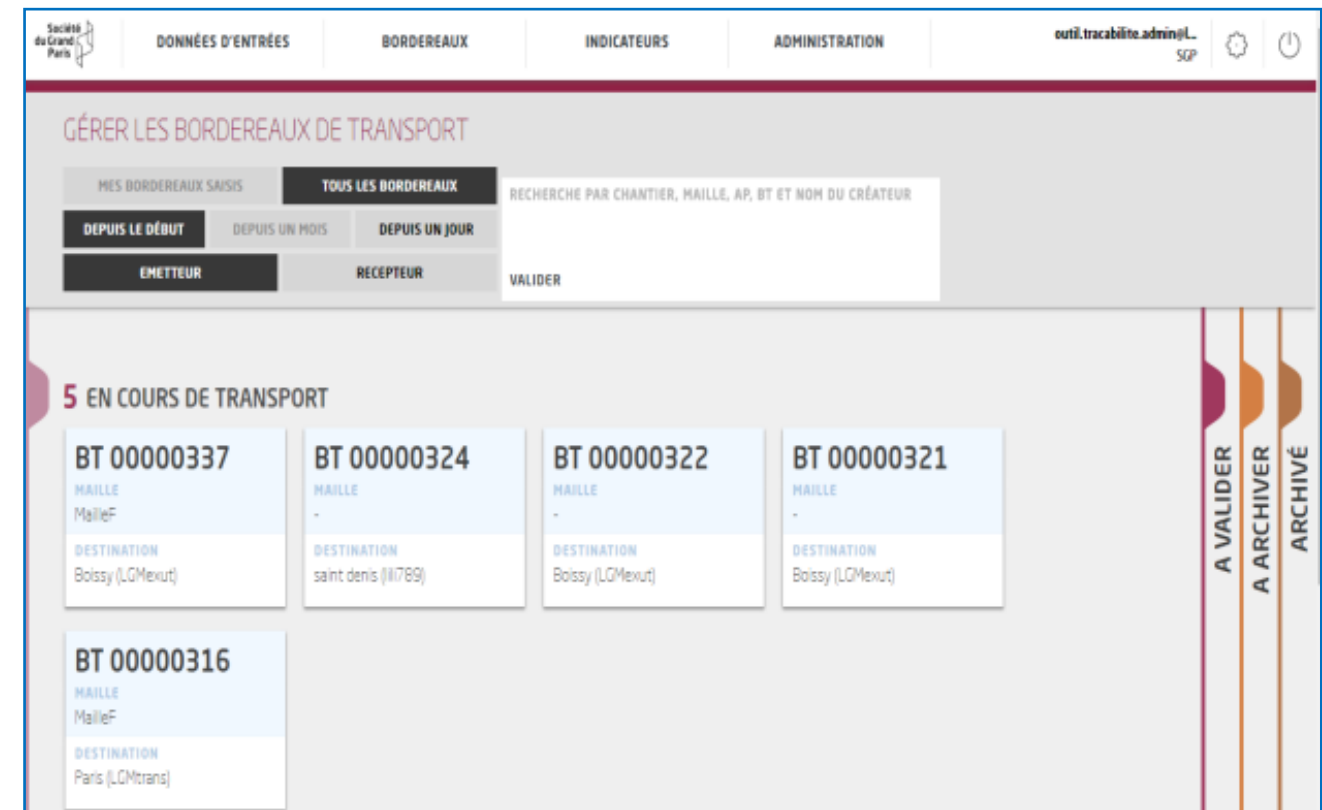 Société
du Grand
Paris
DONNÉES D'ENTRÉES
BORDEREAUX
INDICATEURS
ADMINISTRATION
outil.tracabilite.admin@l...
SGP
GÉRER LES BORDEREAUX DE TRANSPORT
MES BORDEREAUX SAISIS
TOUS LES BORDEREAUX
DEPUIS LE DÉBUT
DEPUIS UN MOIS
DEPUIS UN JOUR
EMETTEUR
RECEPTEUR
RECHERCHE PAR CHANTIER, MAILLE, AP, BT ET NOM DU CRÉATEUR
VALIDER
5 EN COURS DE TRANSPORT
BT 00000337
MAILLE
MailleF
DESTINATION
Boissy (LGMexut)
BT 00000324
MAILLE
-
DESTINATION
saint denis (lili789)
BT 00000322
MAILLE
-
DESTINATION
Boissy (LGMexut)
BT 00000321
MAILLE
-
DESTINATION
Boissy (LGMexut)
BT 00000316
MAILLE
MailleF
DESTINATION
Paris (LGMtrans)
A VALIDER
A ARCHIVER
ARCHIVÉ